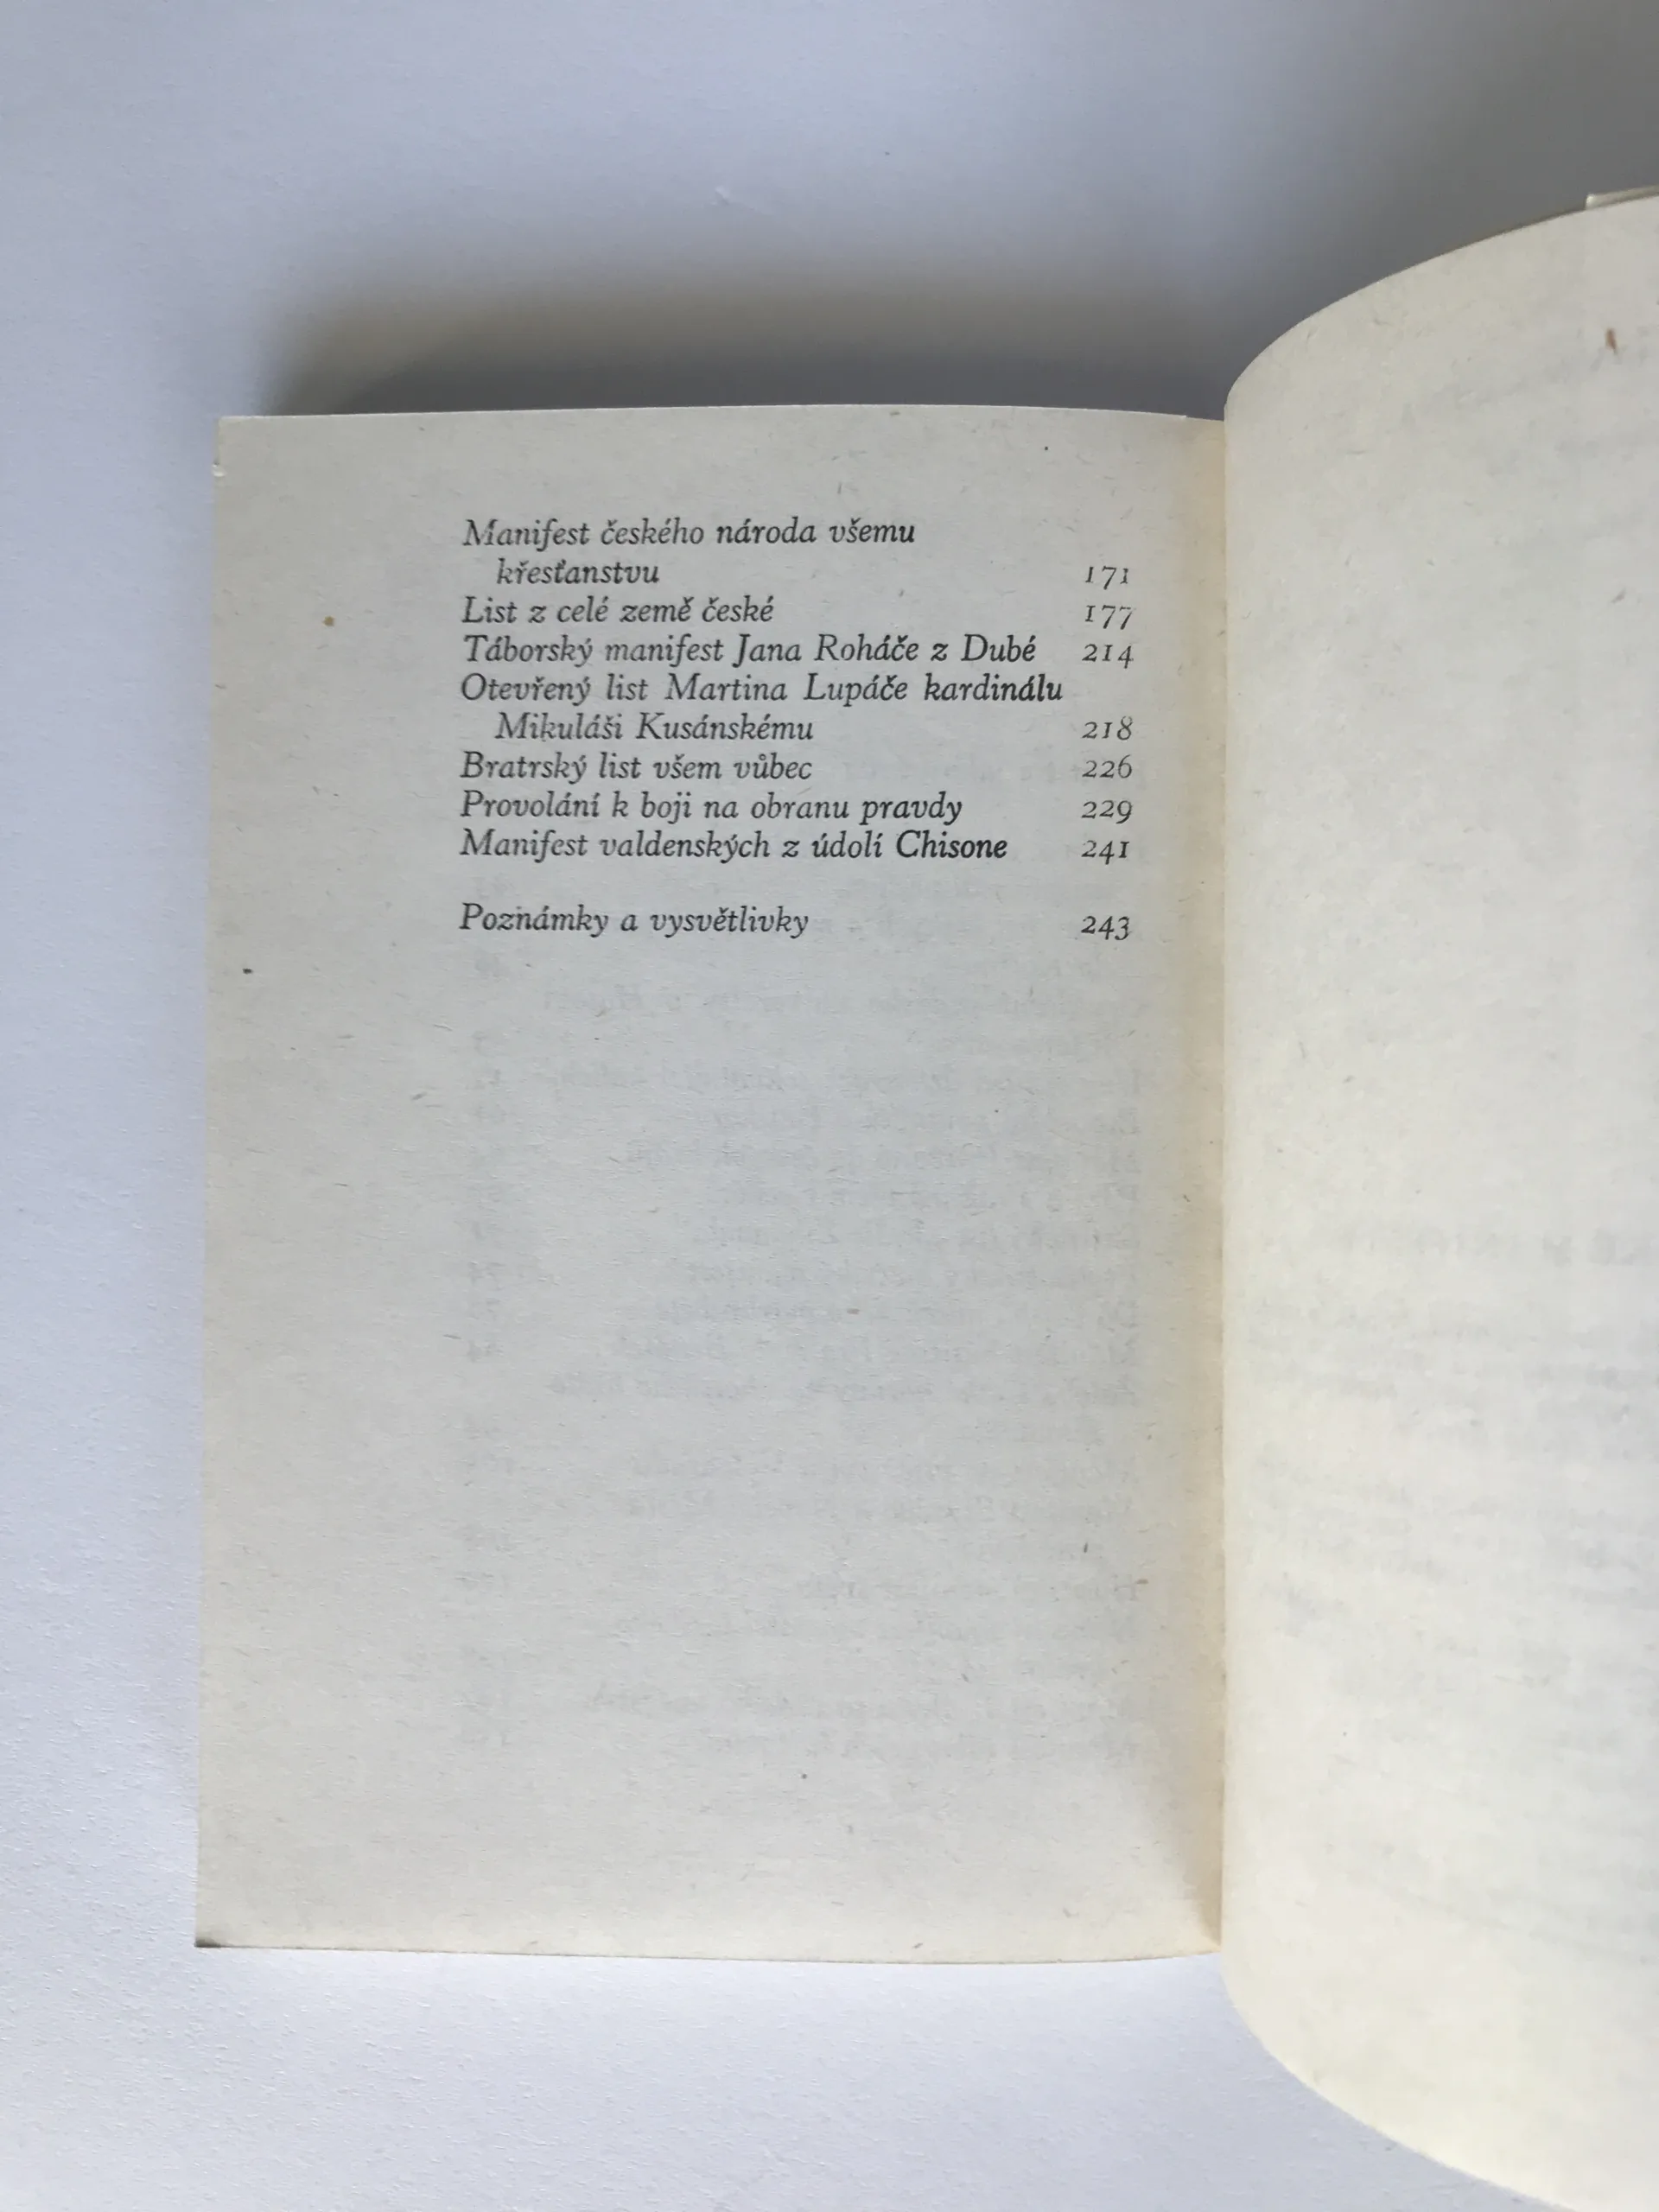 Manifest českého národa všemu
křesťanstvu 171
List z celé země české 177
Táborský manifest Jana Roháče z Dubé 214
Otevřený list Martina Lupáče kardinálu
Mikuláši Kusánskému 218
Bratrský list všem vůbec 226
Provolání k boji na obranu pravdy 229
Manifest valdenských z údolí Chisone 241
Poznámky a vysvětlivky 243